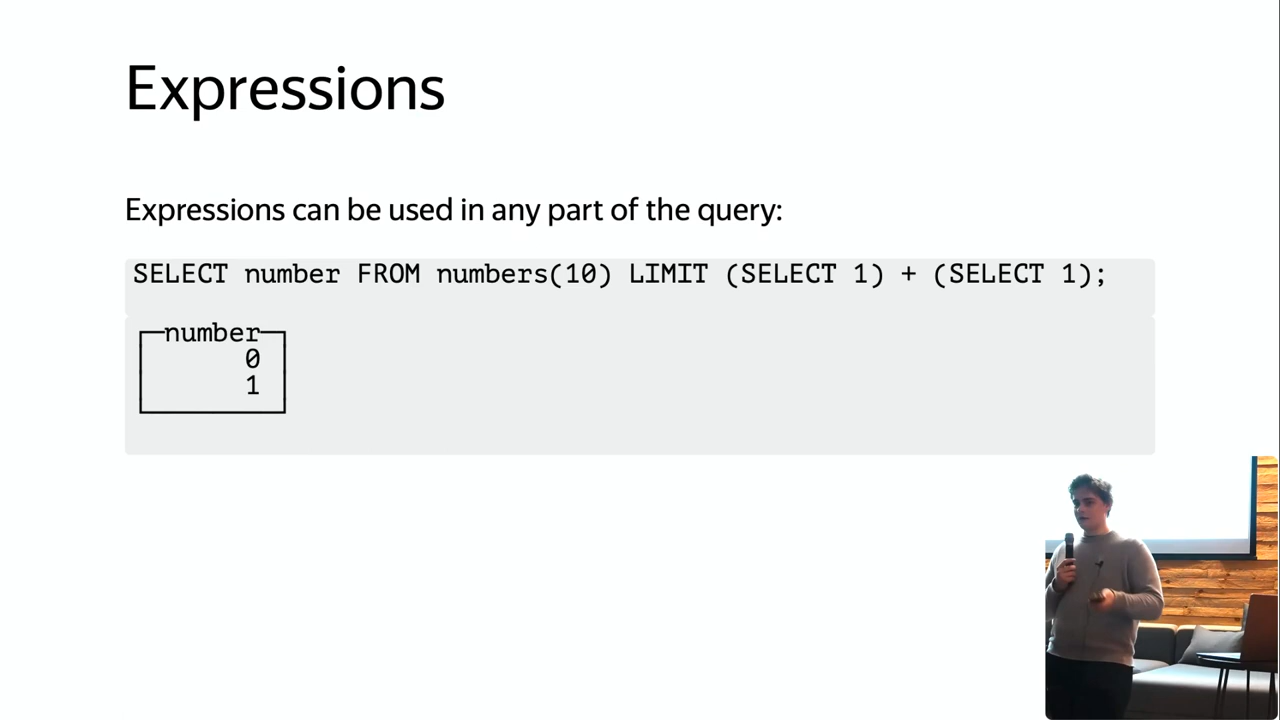 Expressions
Expressions can be used in any part of the query:
SELECT number FROM numbers(10) LIMIT (SELECT 1) + (SELECT 1);
┌─number─┐
│      0 │
│      1 │
└────────┘